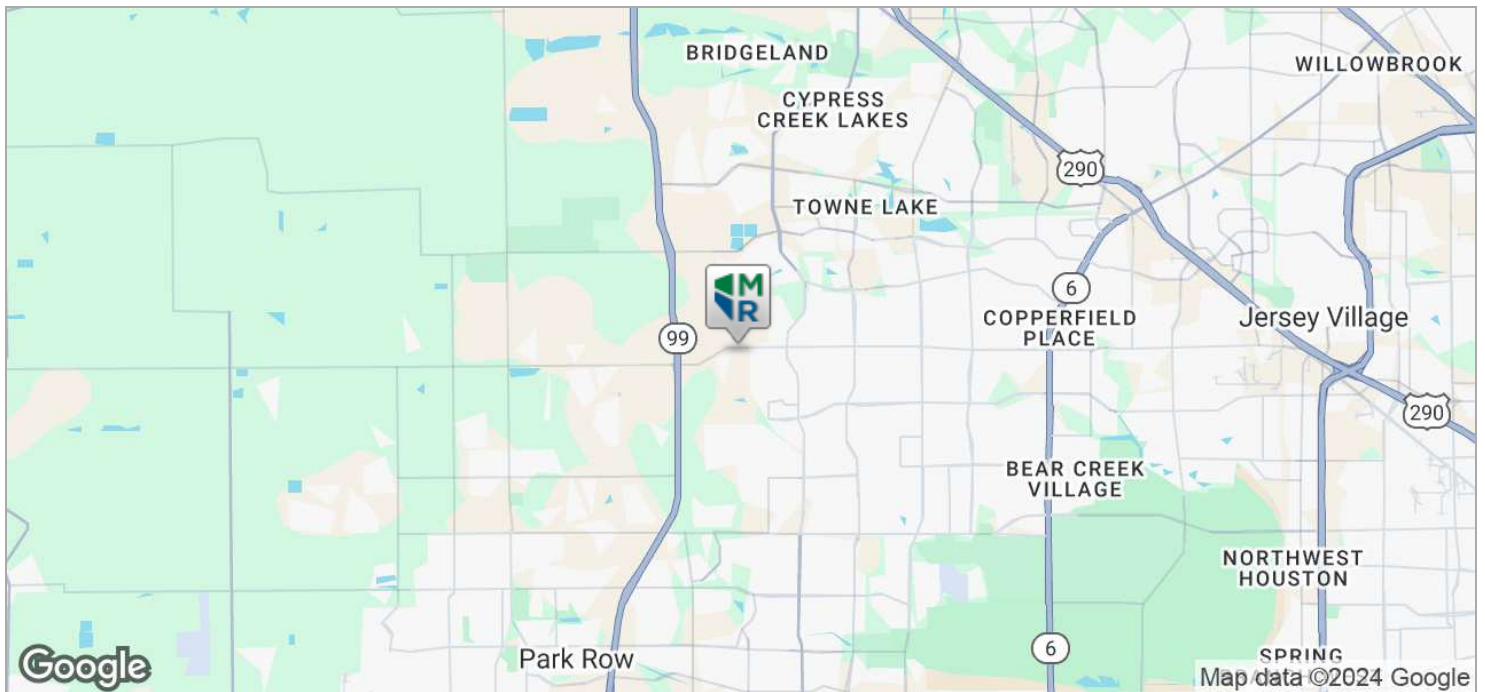 BRIDGELAND
WILLOWBROOK
CYPRESS
CREEK LAKES
290
TOWNE LAKE
M
R
6
99
COPPERFIELD
PLACE
Jersey Village
290
BEAR CREEK
VILLAGE
NORTHWEST
HOUSTON
6
Park Row
SPRING
Google
Map data ©2024 Google